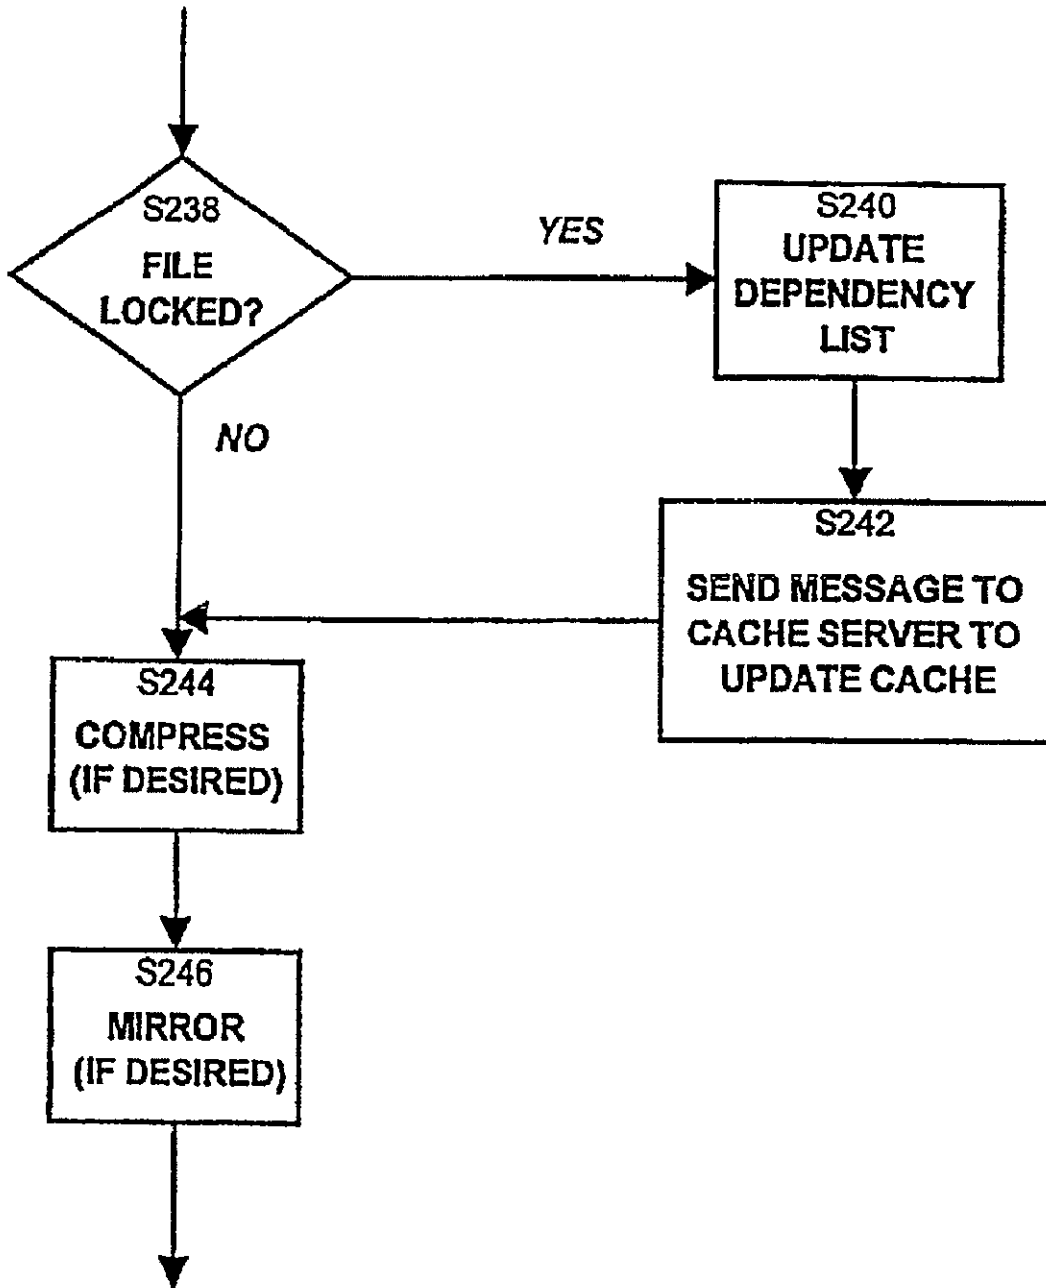 S238
FILE
LOCKED?
YES
S240
UPDATE
DEPENDENCY
LIST
NO
S242
SEND MESSAGE TO
CACHE SERVER TO
UPDATE CACHE
S244
COMPRESS
(IF DESIRED)
S246
MIRROR
(IF DESIRED)